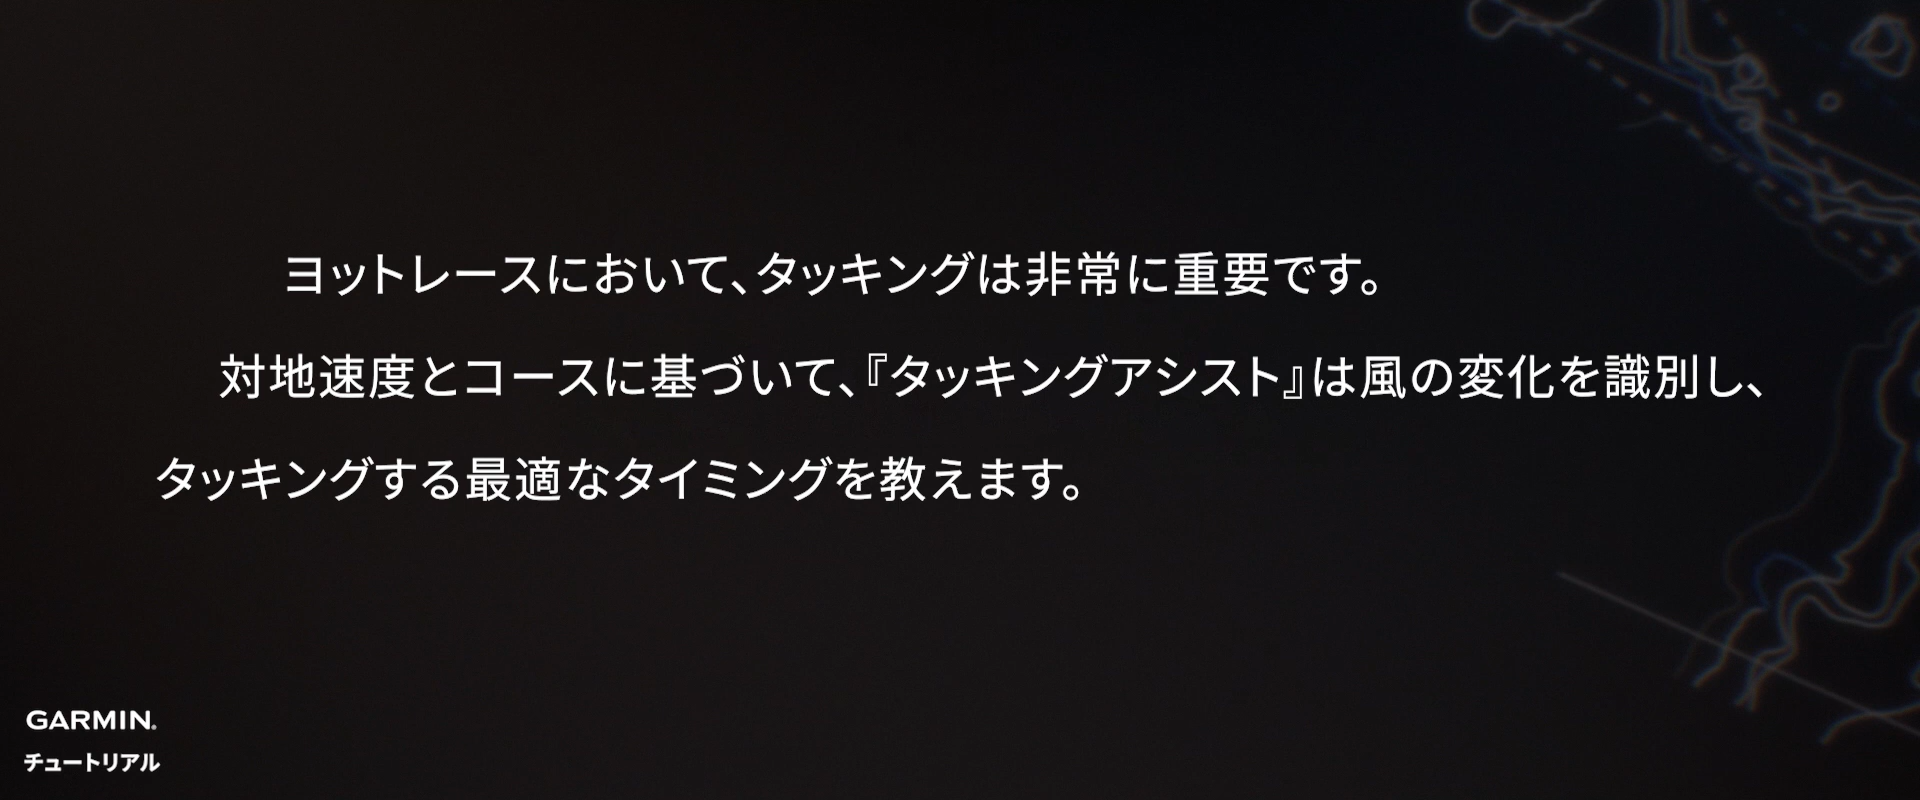 ヨットレースにおいて、タッキングは非常に重要です。
対地速度とコースに基づいて、『タッキングアシスト』は風の変化を識別し、
タッキングする最適なタイミングを教えます。
GARMIN®
チュートリアル